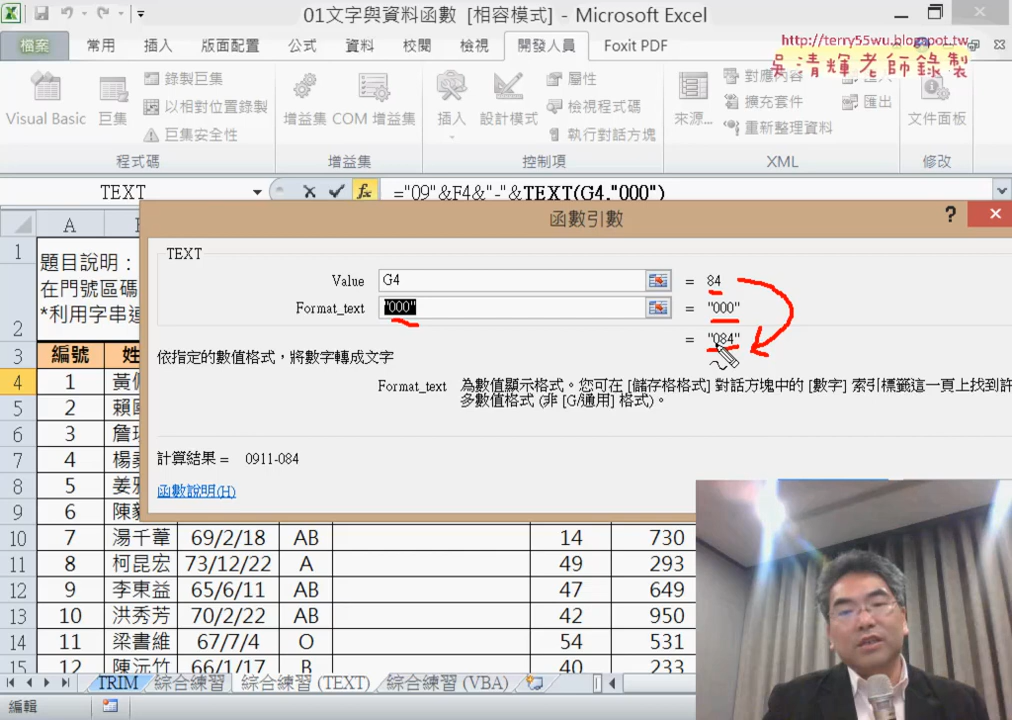 01文字與資料函數 [相容模式] - Microsoft Excel
http://terry55wu.blogspot.tw
吳清輝老師錄製
檔案 常用 插入 版面配置 公式 資料 校閱 檢視 開發人員 Foxit PDF
Visual Basic 巨集 錄製巨集 以相對位置錄製 巨集安全性
增益集 COM 增益集
插入 設計模式 屬性 檢視程式碼 執行對話方塊
來源... 對應內容 擴充套件 重新整理資料 匯出
文件面板
程式碼 增益集 控制項 XML 修改
TEXT fx ="09"&F4&"-"&TEXT(G4,"000")
函數引數 ?
TEXT
Value G4 = 84
Format_text "000" = "000"
= "084"
依指定的數值格式，將數字轉成文字
Format_text 為數值顯示格式。您可在 [儲存格格式] 對話方塊中的 [數字] 索引標籤這一頁上找到許
多數值格式 (非 [G/通用] 格式)。
計算結果 = 0911-084
函數說明(H)
A
1 題目說明：
在門號區碼
2 *利用字串連
3 編號 姓
4 1
5 2
6 3
7 4
8 5
9 6
10 7 湯千葦 69/2/18 AB 14 730
11 8 柯昆宏 73/12/22 A 49 293
12 9 李東益 65/6/11 AB 47 649
13 10 洪秀芳 70/2/22 AB 42 950
14 11 梁書維 67/7/4 O 54 531
15 12 陳沅竹 66/1/17 B 40 233
TRIM 綜合練習 綜合練習 (TEXT) 綜合練習 (VBA)
編輯